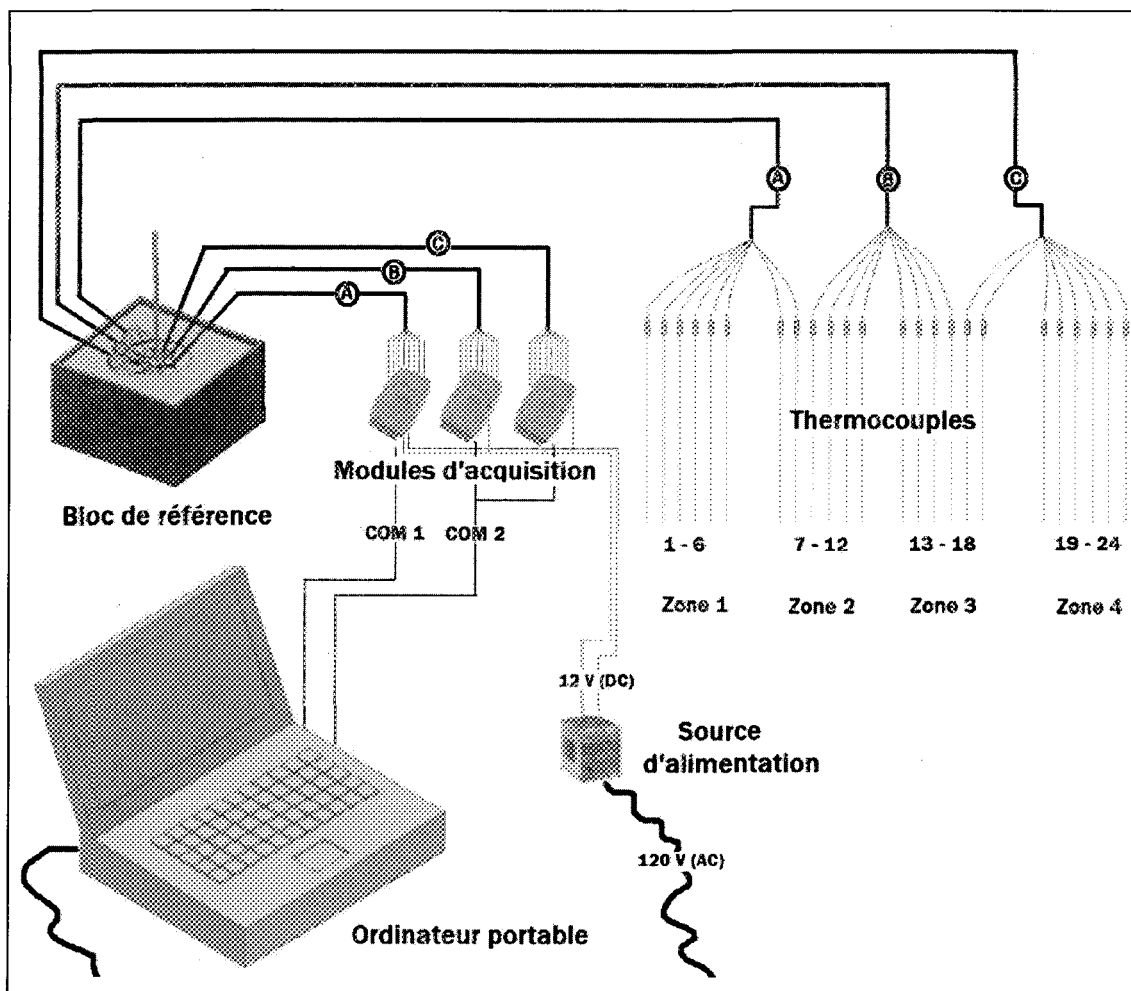 A
B
C
C
B
A
Thermocouples
Modules d'acquisition
Bloc de référence
COM 1
COM 2
1 - 6
7 - 12
13 - 18
19 - 24
Zone 1
Zone 2
Zone 3
Zone 4
12 V (DC)
Source
d'alimentation
120 V (AC)
Ordinateur portable